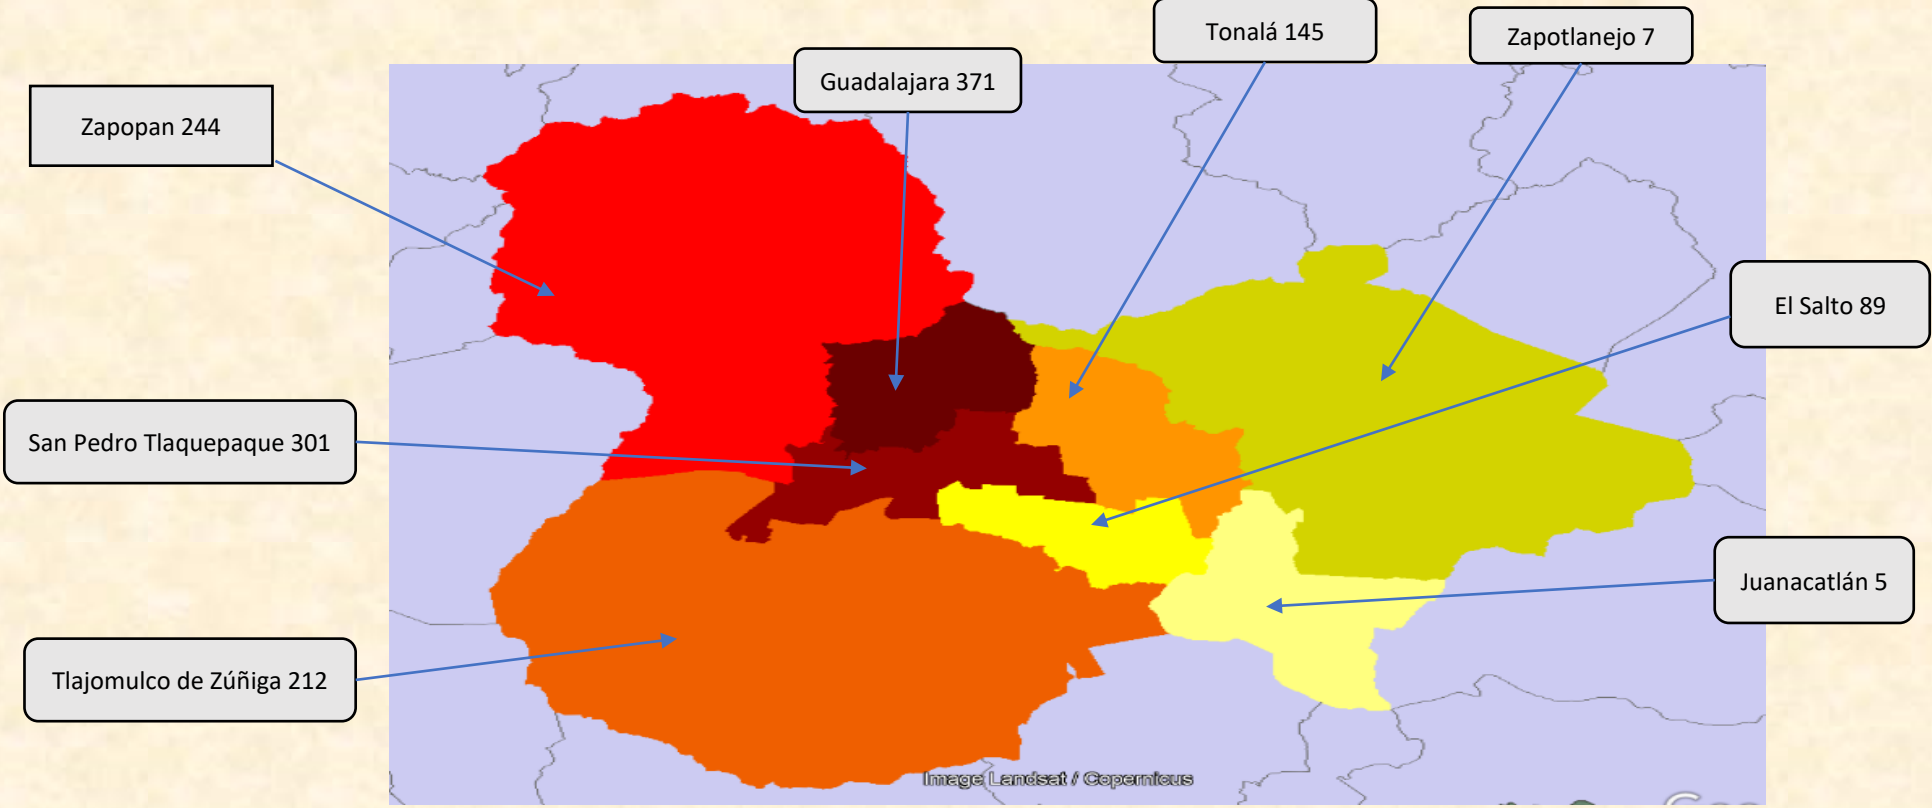 Tonalá 145
Zapotlanejo 7
Guadalajara 371
Zapopan 244
El Salto 89
San Pedro Tlaquepaque 301
Juanacatlán 5
Tlajomulco de Zúñiga 212
Image Landsat / Copernicus